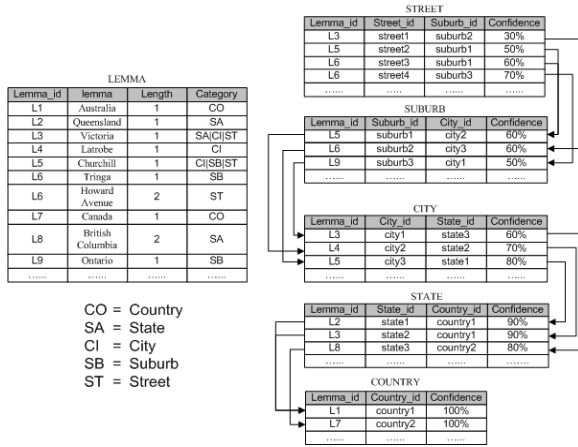 LEMMA
Lemma_id lemma Length Category
L1 Australia 1 CO
L2 Queensland 1 SA
L3 Victoria 1 SA|CI|ST
L4 Latrobe 1 CI
L5 Churchill 1 CI|SB|ST
L6 Tringa 1 SB
L6 Howard Avenue 2 ST
L7 Canada 1 CO
L8 British Columbia 2 SA
L9 Ontario 1 SB
...... ...... ...... ......
CO = Country
SA = State
CI = City
SB = Suburb
ST = Street
STREET
Lemma_id Street_id Suburb_id Confidence
L3 street1 suburb2 30%
L5 street2 suburb1 50%
L6 street3 suburb1 60%
L6 street4 suburb3 70%
...... ...... ...... ......
SUBURB
Lemma_id Suburb_id City_id Confidence
L5 suburb1 city2 60%
L6 suburb2 city3 60%
L9 suburb3 city1 50%
...... ...... ...... ......
CITY
Lemma_id City_id State_id Confidence
L3 city1 state3 60%
L4 city2 state2 70%
L5 city3 state1 80%
...... ...... ...... ......
STATE
Lemma_id State_id Country_id Confidence
L2 state1 country1 90%
L3 state2 country1 90%
L8 state3 country2 80%
...... ...... ...... .......
COUNTRY
Lemma_id Country_id Confidence
L1 country1 100%
L7 country2 100%
...... ...... ......